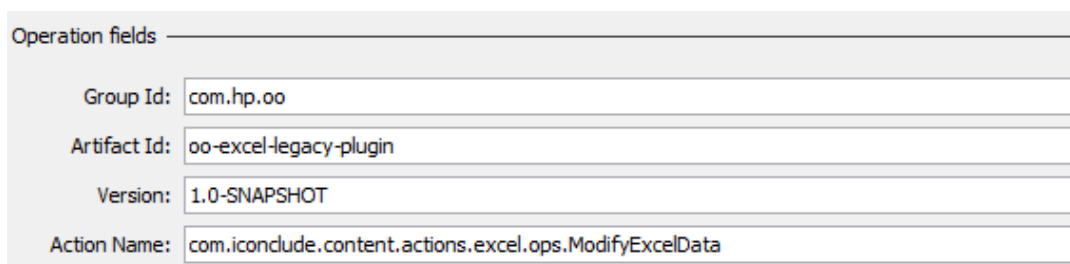 Operation fields
Group Id: com.hp.oo
Artifact Id: oo-excel-legacy-plugin
Version: 1.0-SNAPSHOT
Action Name: com.iconclude.content.actions.excel.ops.ModifyExcelData